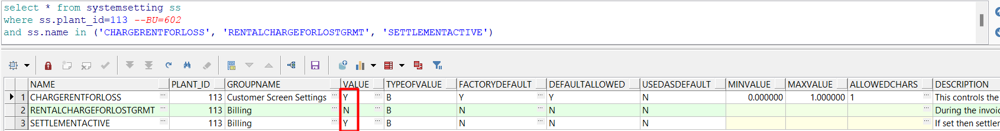 select * from systemsetting ss
where ss.plant_id=113 --BU=602
and ss.name in ('CHARGERENTFORLOSS', 'RENTALCHARGEFORLOSTGRMT', 'SETTLEMENTACTIVE')
NAME PLANT_ID GROUPNAME VALUE TYPEOFVALUE FACTORYDEFAULT DEFAULTALLOWED USEDASDEFAULT MINVALUE MAXVALUE ALLOWEDCHARS DESCRIPTION
1 CHARGERENTFORLOSS ... 113 Customer Screen Settings ... Y ... B Y ... Y N 0.000000 1.000000 1 ... This controls the
2 RENTALCHARGEFORLOSTGRMT ... 113 Billing ... N ... B N ... N N ... During the invoic
3 SETTLEMENTACTIVE ... 113 Billing ... Y ... B N ... N N ... If set then settler